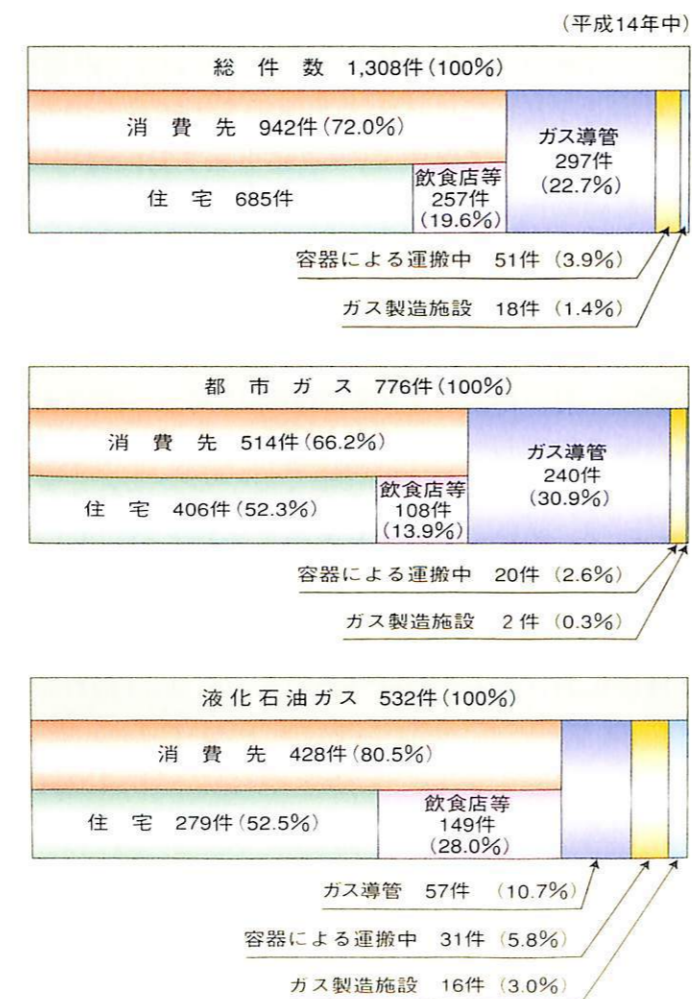 (平成14年中)
総件数 1,308件(100%)
消費先 942件(72.0%)
ガス導管
297件
(22.7%)
住宅 685件
飲食店等
257件
(19.6%)
容器による運搬中 51件 (3.9%)
ガス製造施設 18件 (1.4%)
都市ガス 776件(100%)
消費先 514件(66.2%)
ガス導管
240件
(30.9%)
住宅 406件(52.3%)
飲食店等
108件
(13.9%)
容器による運搬中 20件 (2.6%)
ガス製造施設 2件 (0.3%)
液化石油ガス 532件(100%)
消費先 428件(80.5%)
住宅 279件(52.5%)
飲食店等
149件
(28.0%)
ガス導管 57件 (10.7%)
容器による運搬中 31件 (5.8%)
ガス製造施設 16件 (3.0%)